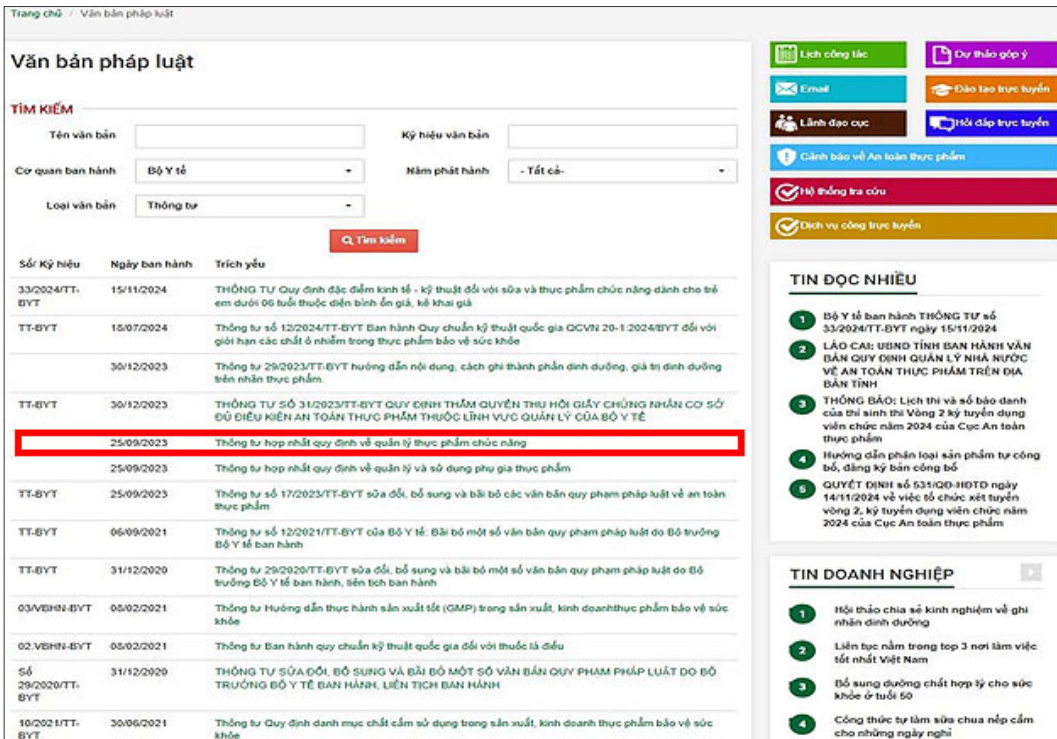 Trang chủ / Văn bản pháp luật
Văn bản pháp luật
TÌM KIẾM
Tên văn bản
Ký hiệu văn bản
Cơ quan ban hành
Bộ Y tế
Năm phát hành
- Tất cả-
Loại văn bản
Thông tư
Tìm kiếm
Số/ Ký hiệu Ngày ban hành Trích yếu
33/2024/TT-
BYT
15/11/2024
THÔNG TƯ Quy định đặc điểm kinh tế - kỹ thuật đối với sữa và thực phẩm chức năng dành cho trẻ
em dưới 06 tuổi thuộc diện bình ổn giá, kê khai giá
TT-BYT
18/07/2024
Thông tư số 12/2024/TT-BYT Ban hành Quy chuẩn kỹ thuật quốc gia QCVN 20-1:2024/BYT đối với
giới hạn các chất ô nhiễm trong thực phẩm bảo vệ sức khỏe
30/12/2023
Thông tư 29/2023/TT-BYT hướng dẫn nội dung, cách ghi thành phần dinh dưỡng, giá trị dinh dưỡng
trên nhãn thực phẩm.
TT-BYT
30/12/2023
THÔNG TƯ SỐ 31/2023/TT-BYT QUY ĐỊNH THẨM QUYỀN THU HỒI GIẤY CHỨNG NHẬN CƠ SỞ
ĐỦ ĐIỀU KIỆN AN TOÀN THỰC PHẨM THUỘC LĨNH VỰC QUẢN LÝ CỦA BỘ Y TẾ
25/09/2023
Thông tư hợp nhất quy định về quản lý thực phẩm chức năng
25/09/2023
Thông tư hợp nhất quy định về quản lý và sử dụng phụ gia thực phẩm
TT-BYT
25/09/2023
Thông tư số 17/2023/TT-BYT sửa đổi, bổ sung và bãi bỏ các văn bản quy phạm pháp luật về an toàn
thực phẩm
TT-BYT
06/09/2021
Thông tư số 12/2021/TT-BYT của Bộ Y tế: Bãi bỏ một số văn bản quy phạm pháp luật do Bộ trưởng
Bộ Y tế ban hành
TT-BYT
31/12/2020
Thông tư 29/2020/TT-BYT sửa đổi, bổ sung và bãi bỏ một số văn bản quy phạm pháp luật do Bộ
trưởng Bộ Y tế ban hành, liên tịch ban hành
03/VBHN-BYT
08/02/2021
Thông tư Hướng dẫn thực hành sản xuất tốt (GMP) trong sản xuất, kinh doanhthực phẩm bảo vệ sức
khỏe
02.VBHN-BYT
08/02/2021
Thông tư Ban hành quy chuẩn kỹ thuật quốc gia đối với thuốc lá điếu
Số
29/2020/TT-
BYT
31/12/2020
THÔNG TƯ SỬA ĐỔI, BỔ SUNG VÀ BÃI BỎ MỘT SỐ VĂN BẢN QUY PHẠM PHÁP LUẬT DO BỘ
TRƯỞNG BỘ Y TẾ BAN HÀNH, LIÊN TỊCH BAN HÀNH
10/2021/TT-
BYT
30/06/2021
Thông tư Quy định danh mục chất cấm sử dụng trong sản xuất, kinh doanh thực phẩm bảo vệ sức
khỏe
Lịch công tác
Dự thảo góp ý
Email
Đào tạo trực tuyến
Lãnh đạo cục
Hỏi đáp trực tuyến
Cảnh báo về An toàn thực phẩm
Hệ thống tra cứu
Dịch vụ công trực tuyến
TIN ĐỌC NHIỀU
1 Bộ Y tế ban hành THÔNG TƯ số
33/2024/TT-BYT ngày 15/11/2024
2 LÀO CAI: UBND TỈNH BAN HÀNH VĂN
BẢN QUY ĐỊNH QUẢN LÝ NHÀ NƯỚC
VỀ AN TOÀN THỰC PHẨM TRÊN ĐỊA
BÀN TỈNH
3 THÔNG BÁO: Lịch thi và số báo danh
của thí sinh thi Vòng 2 kỳ tuyển dụng
viên chức năm 2024 của Cục An toàn
thực phẩm
4 Hướng dẫn phân loại sản phẩm tự công
bố, đăng ký bản công bố
5 QUYẾT ĐỊNH số 531/QĐ-HĐTD ngày
14/11/2024 về việc tổ chức xét tuyển
vòng 2, kỳ tuyển dụng viên chức năm
2024 của Cục An toàn thực phẩm
TIN DOANH NGHIỆP
1 Hội thảo chia sẻ kinh nghiệm về ghi
nhãn dinh dưỡng
2 Liên tục nằm trong top 3 nơi làm việc
tốt nhất Việt Nam
3 Bổ sung dưỡng chất hợp lý cho sức
khỏe ở tuổi 50
4 Công thức tự làm sữa chua nếp cẩm
cho những ngày nghỉ